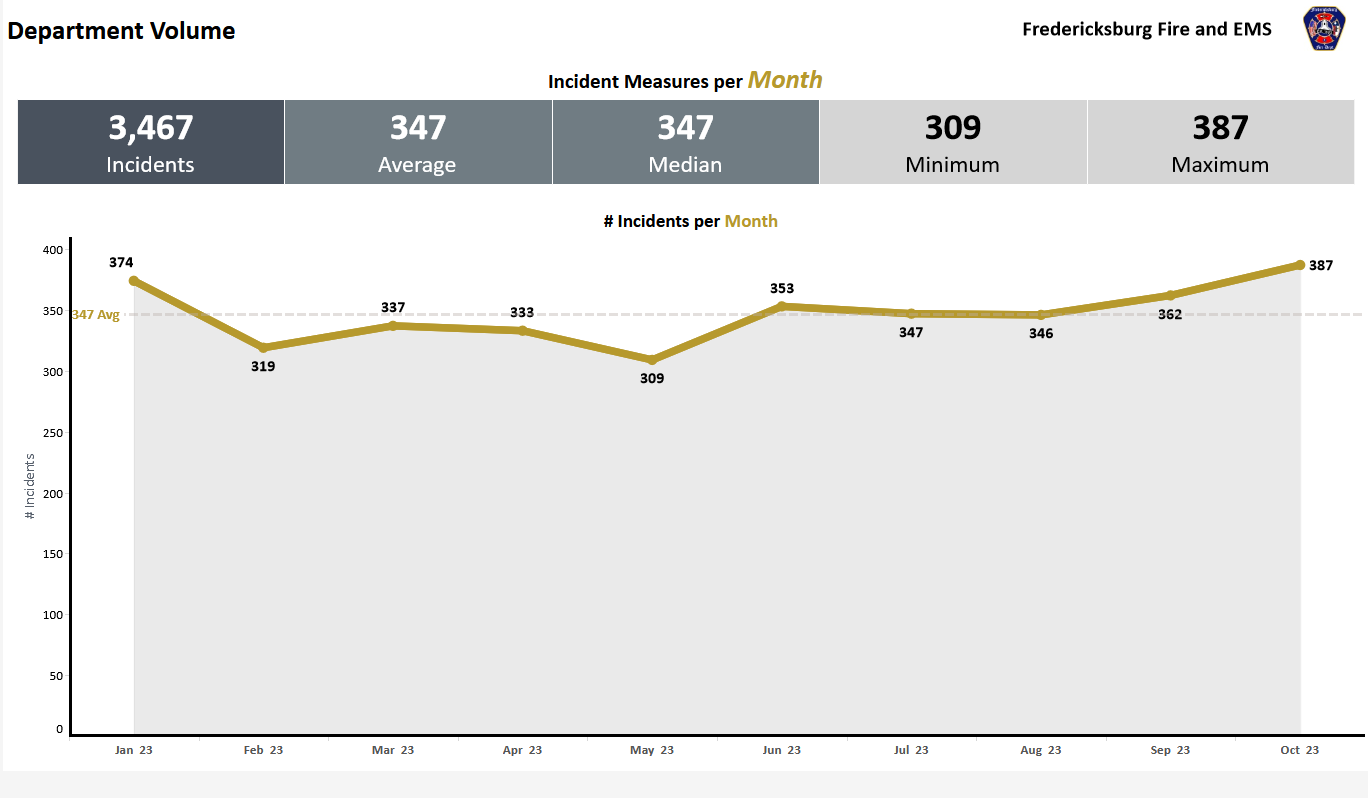 Department Volume
Fredericksburg Fire and EMS
Incident Measures per Month
3,467
Incidents
347
Average
347
Median
309
Minimum
387
Maximum
# Incidents per Month
# Incidents
400
350
300
250
200
150
100
50
0
347 Avg
374
319
337
333
309
353
347
346
362
387
Jan 23
Feb 23
Mar 23
Apr 23
May 23
Jun 23
Jul 23
Aug 23
Sep 23
Oct 23